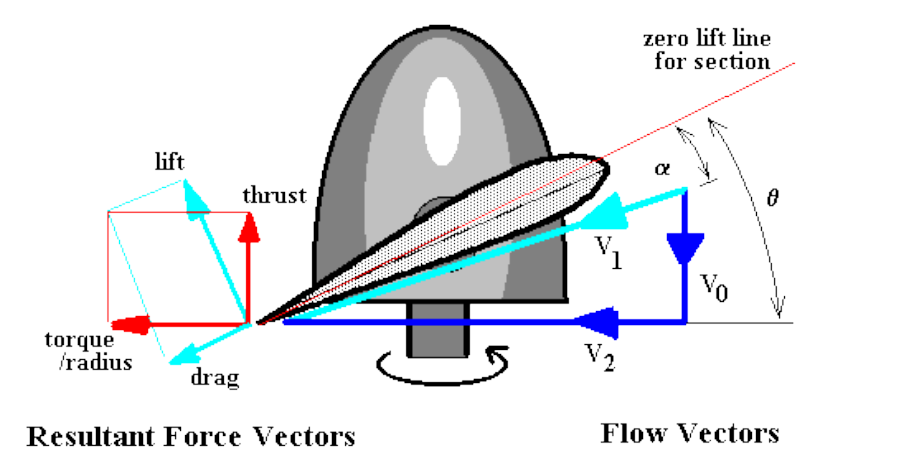 zero lift line
for section
lift
thrust
α
θ
V1
V0
torque
/radius
V2
drag
Resultant Force Vectors
Flow Vectors